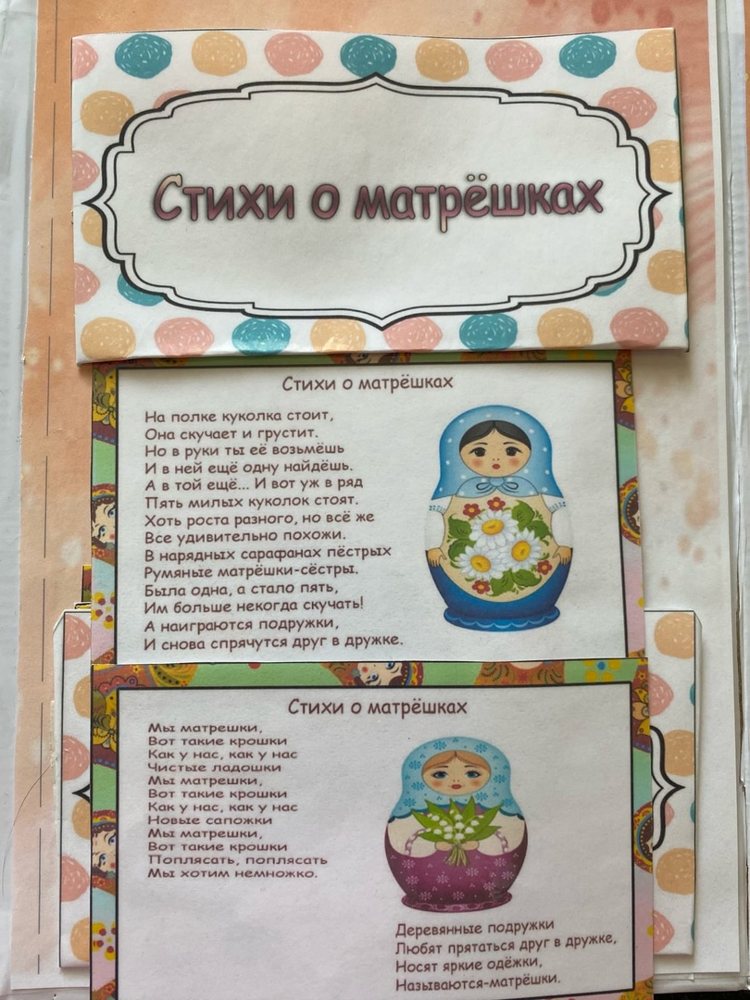 Стихи о матрёшках
Стихи о матрёшках
На полке куколка стоит,
Она скучает и грустит.
Но в руки ты её возьмёшь
И в ней ещё одну найдёшь.
А в той ещё... И вот уж в ряд
Пять милых куколок стоят.
Хоть роста разного, но всё же
Все удивительно похожи.
В нарядных сарафанах пёстрых
Румяные матрёшки-сёстры.
Была одна, а стало пять,
Им больше некогда скучать!
А наиграются подружки,
И снова спрячутся друг в дружке.
Стихи о матрёшках
Мы матрешки,
Вот такие крошки
Как у нас, как у нас
Чистые ладошки
Мы матрешки,
Вот такие крошки
Как у нас, как у нас
Новые сапожки
Мы матрешки,
Вот такие крошки
Поплясать, поплясать
Мы хотим немножко.
Деревянные подружки
Любят прятаться друг в дружке,
Носят яркие одёжки,
Называются-матрёшки.